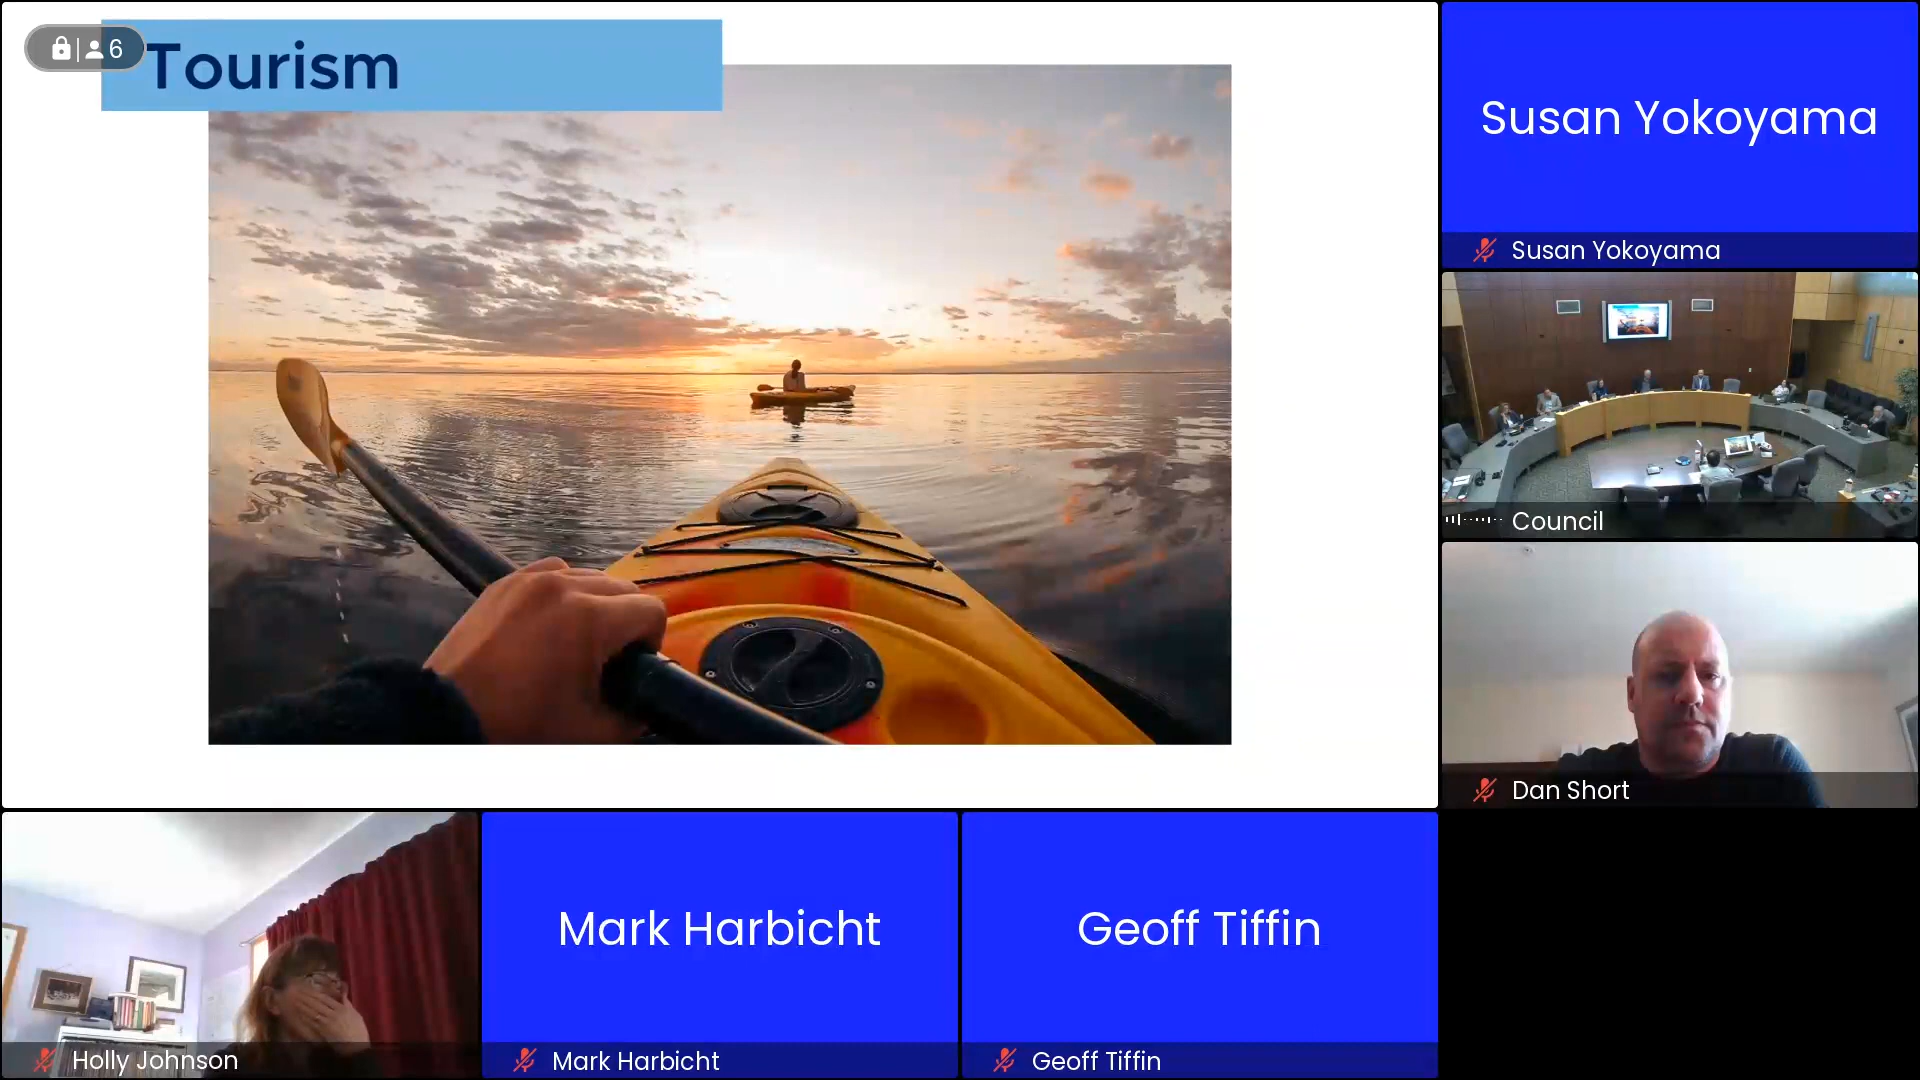 6
Tourism
Susan Yokoyama
Susan Yokoyama
Council
Dan Short
Holly Johnson
Mark Harbicht
Mark Harbicht
Geoff Tiffin
Geoff Tiffin